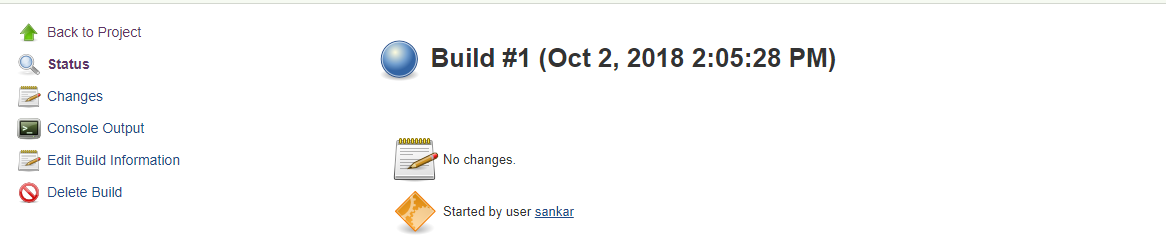 Back to Project
Status
Changes
Console Output
Edit Build Information
Delete Build
Build #1 (Oct 2, 2018 2:05:28 PM)
No changes.
Started by user sankar